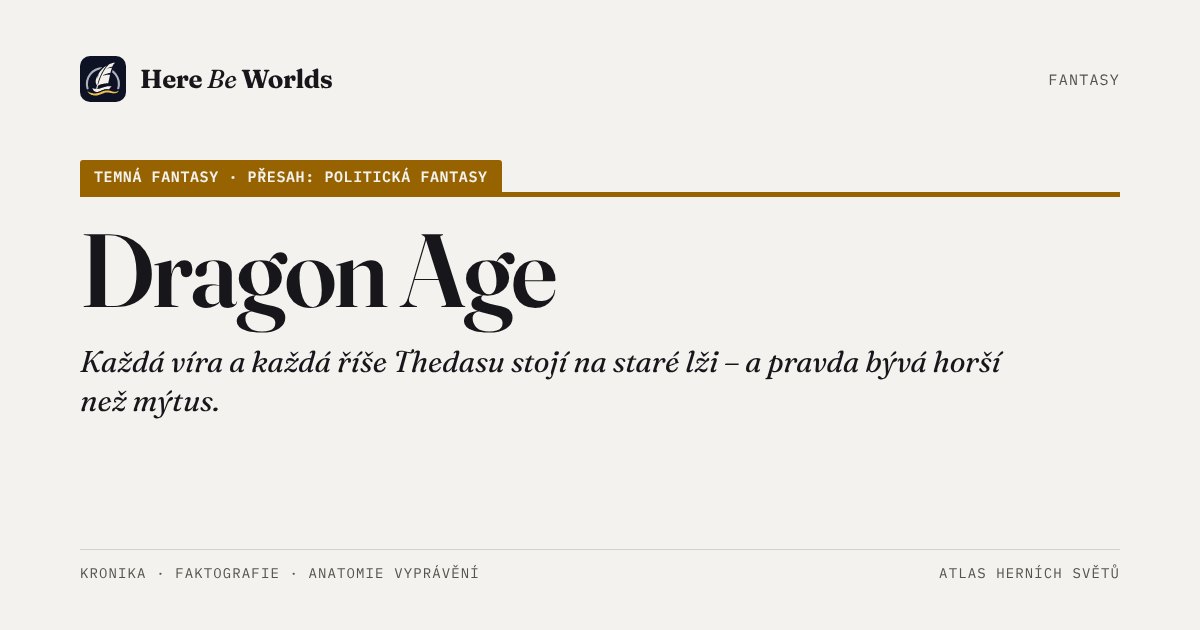 Here Be Worlds
FANTASY
TEMNÁ FANTASY · PŘESAH: POLITICKÁ FANTASY
Dragon Age
Každá víra a každá říše Thedasu stojí na staré lži – a pravda bývá horší
než mýtus.
KRONIKA · FAKTOGRAFIE · ANATOMIE VYPRÁVĚNÍ
ATLAS HERNÍCH SVĚTŮ